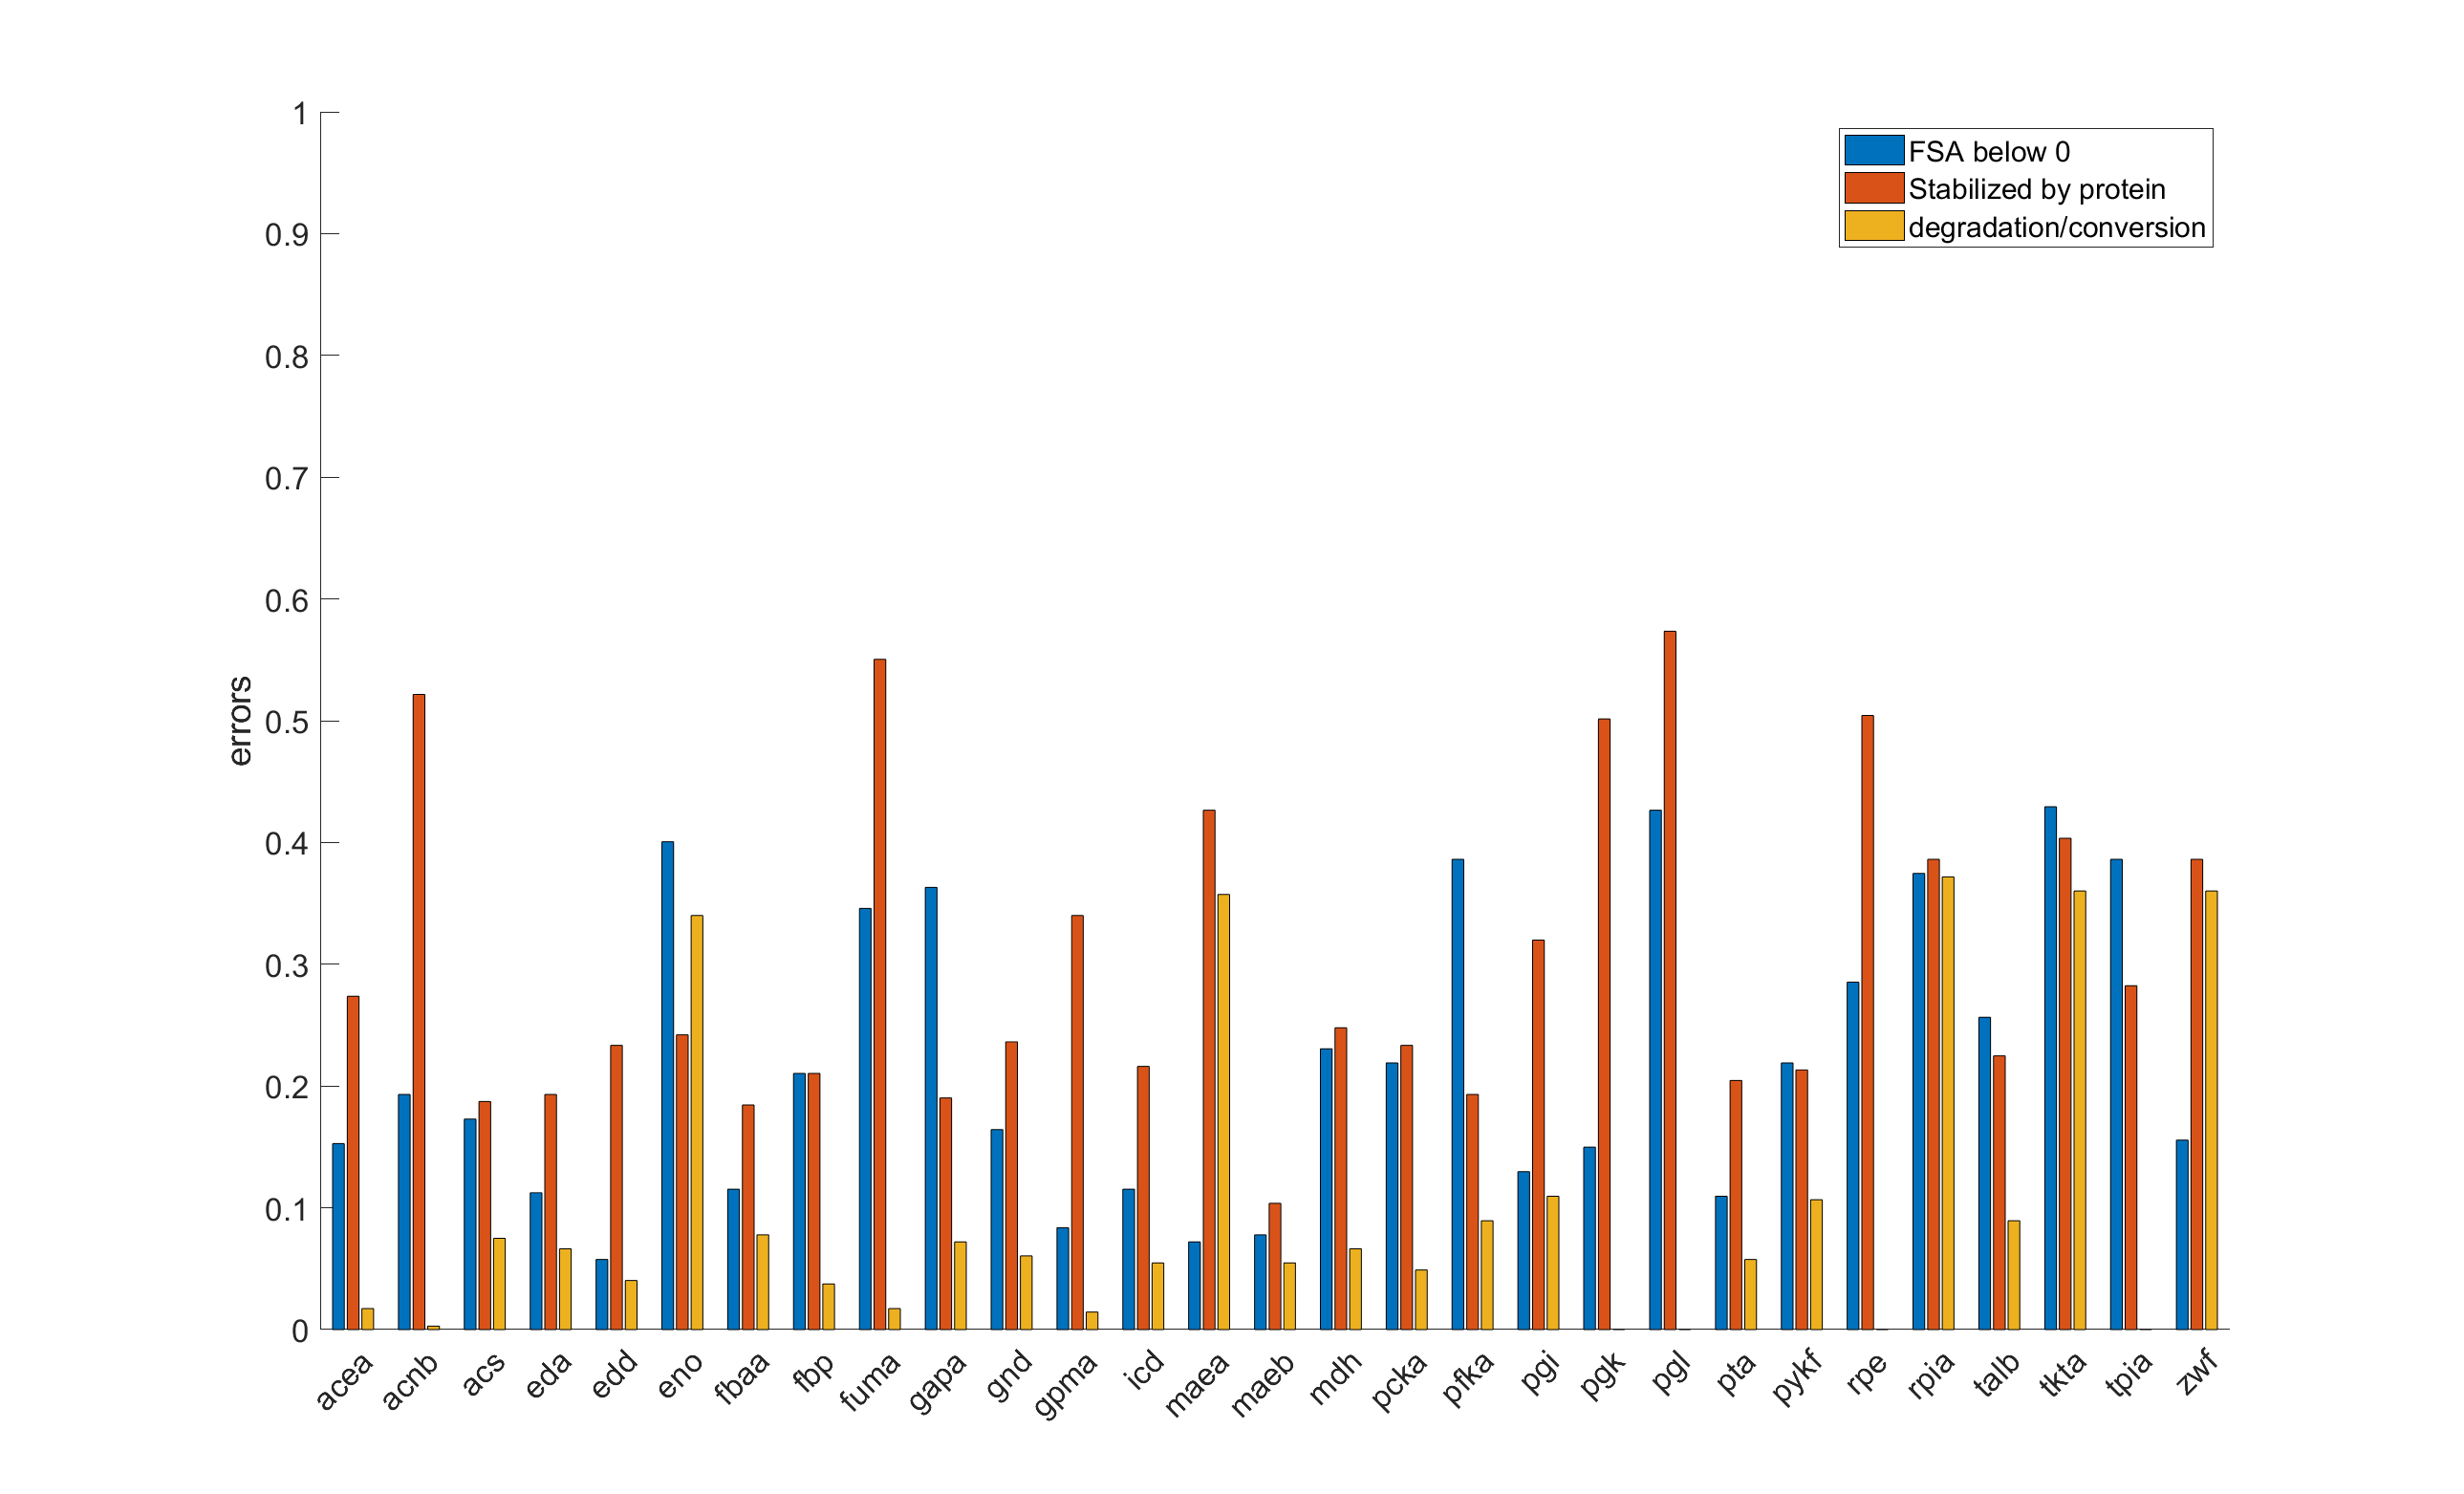 1
0.9
0.8
0.7
0.6
0.5
0.4
0.3
0.2
0.1
0
errors
FSA below 0
Stabilized by protein
degradation/conversion
acea
acnb
acs
eda
edd
eno
fbaa
fbp
fuma
gapa
gnd
gpma
icd
maea
maeb
mdh
pcka
pfka
pgi
pgk
pgl
pta
pykf
rpe
rpia
talb
tkta
tpia
zwf